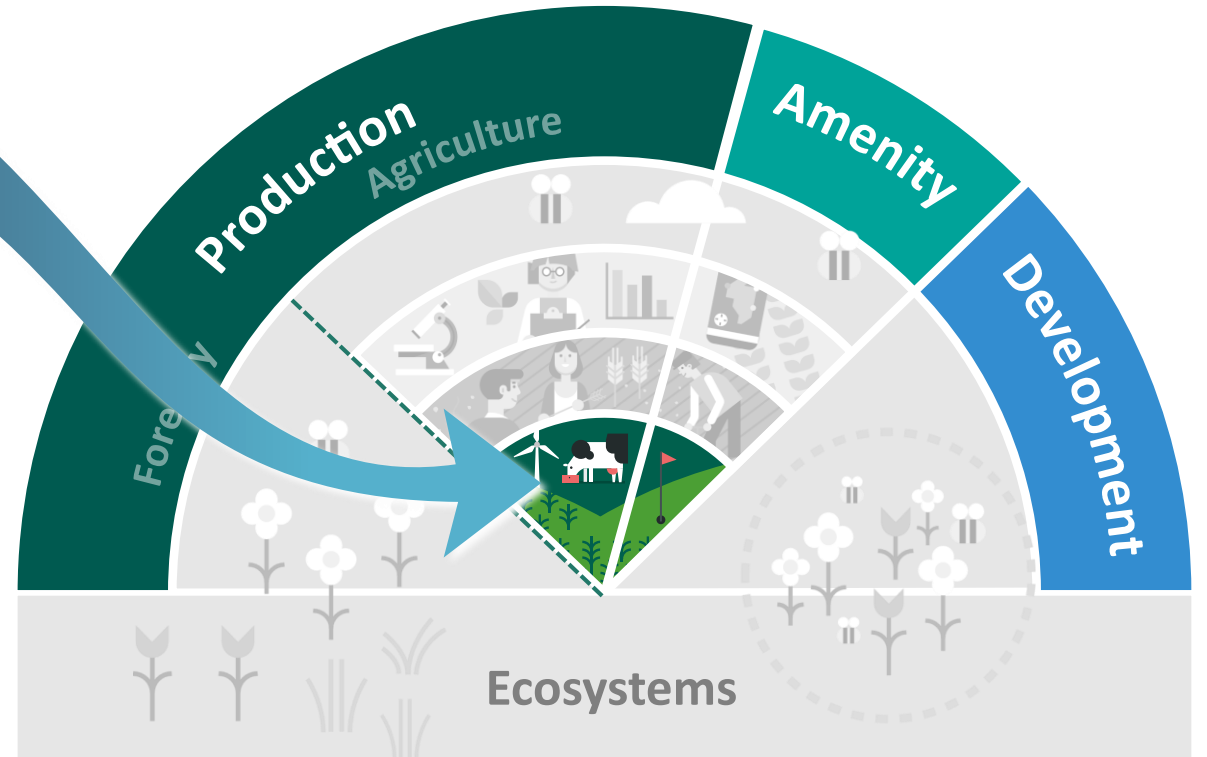 Production
Agriculture
Amenity
Development
Ecosystems